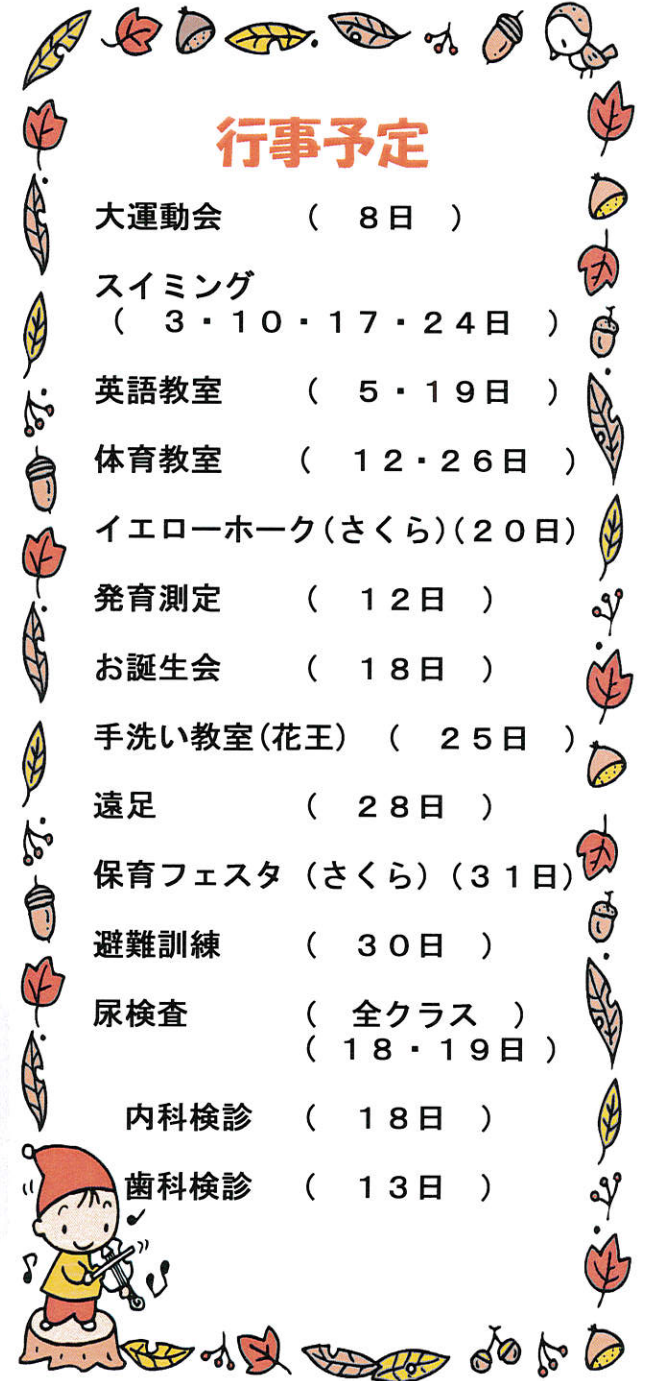 行事予定
大運動会 ( 8日 )
スイミング
( 3・10・17・24日 )
英語教室 ( 5・19日 )
体育教室 ( 12・26日 )
イエローホーク(さくら)(20日)
発育測定 ( 12日 )
お誕生会 ( 18日 )
手洗い教室(花王) ( 25日 )
遠足 ( 28日 )
保育フェスタ(さくら)(31日)
避難訓練 ( 30日 )
尿検査 ( 全クラス )
( 18・19日 )
内科検診 ( 18日 )
歯科検診 ( 13日 )